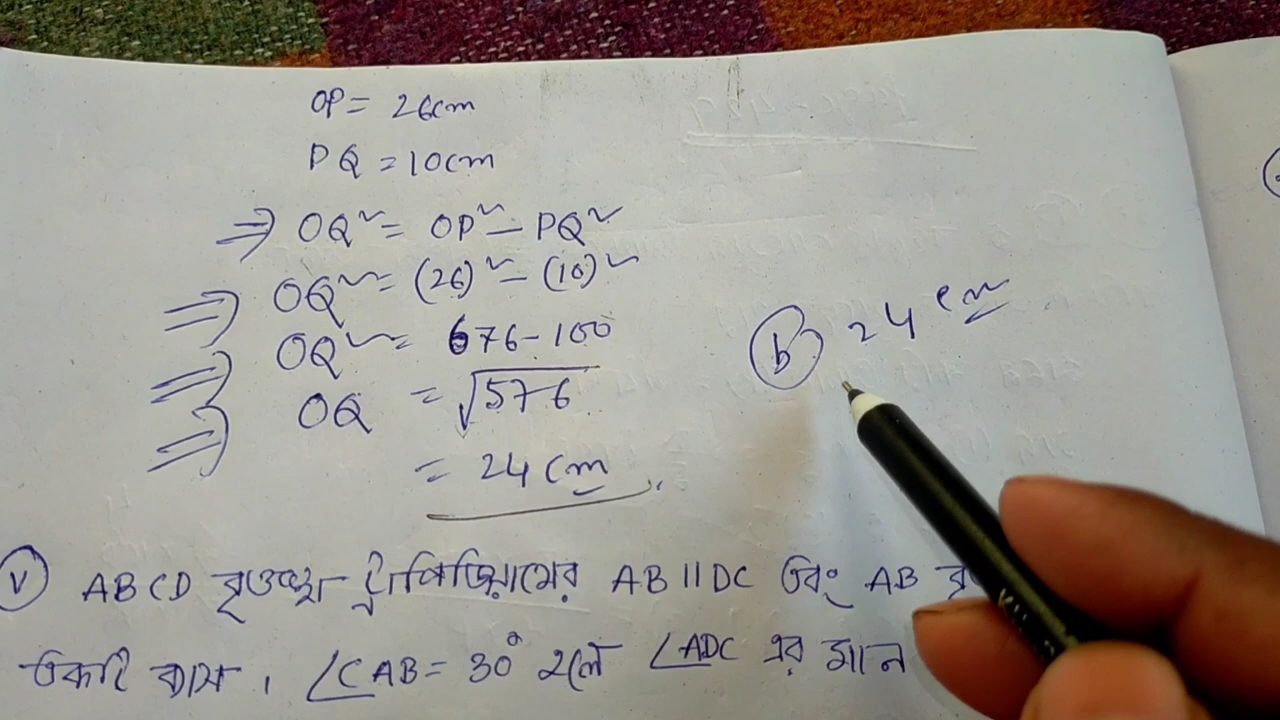 OP = 26cm
PQ = 10cm
⇒ OQ² = OP² - PQ²
⇒ OQ² = (26)² - (10)²
⇒ OQ² = 676 - 100
⇒ OQ = √576
= 24 cm
ⓑ 24 cm
ⓥ ABCD বৃত্তস্থ ট্রাপিজিয়ামের AB || DC এবং AB
একটি ব্যাস। ∠CAB = 30° হলে ∠ADC এর মান